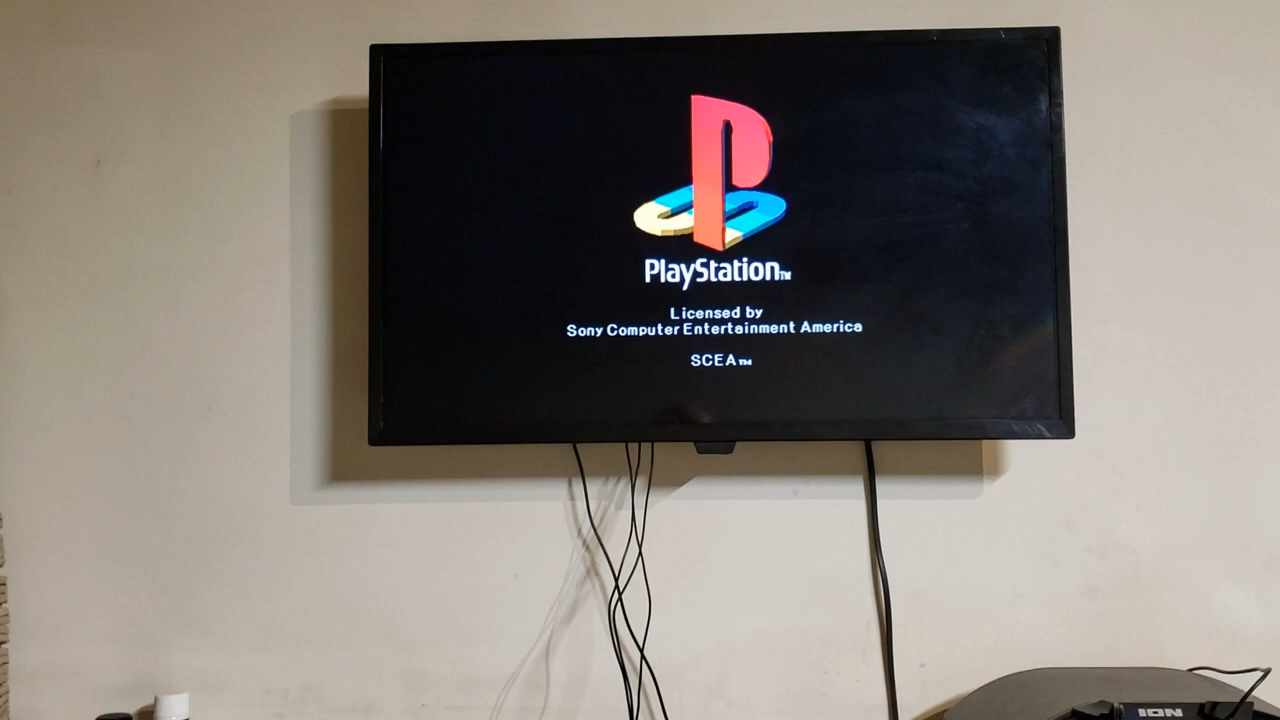 PlayStation™
Licensed by
Sony Computer Entertainment America
SCEA™
ION